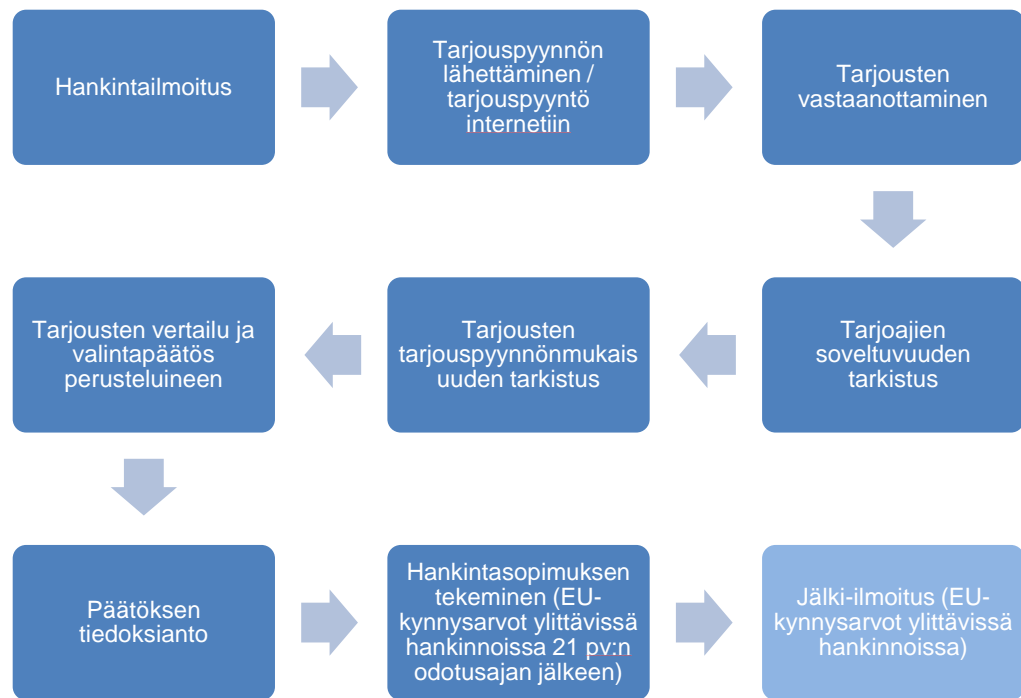 Hankintailmoitus
Tarjouspyynnön
lähettäminen /
tarjouspyyntö
internetiin
Tarjousten
vastaanottaminen
Tarjoajien
soveltuvuuden
tarkistus
Tarjousten
tarjouspyynnönmukais
uuden tarkistus
Tarjousten vertailu ja
valintapäätös
perusteluineen
Päätöksen
tiedoksianto
Hankintasopimuksen
tekeminen (EU-
kynnysarvot ylittävissä
hankinnoissa 21 pv:n
odotusajan jälkeen)
Jälki-ilmoitus (EU-
kynnysarvot ylittävissä
hankinnoissa)